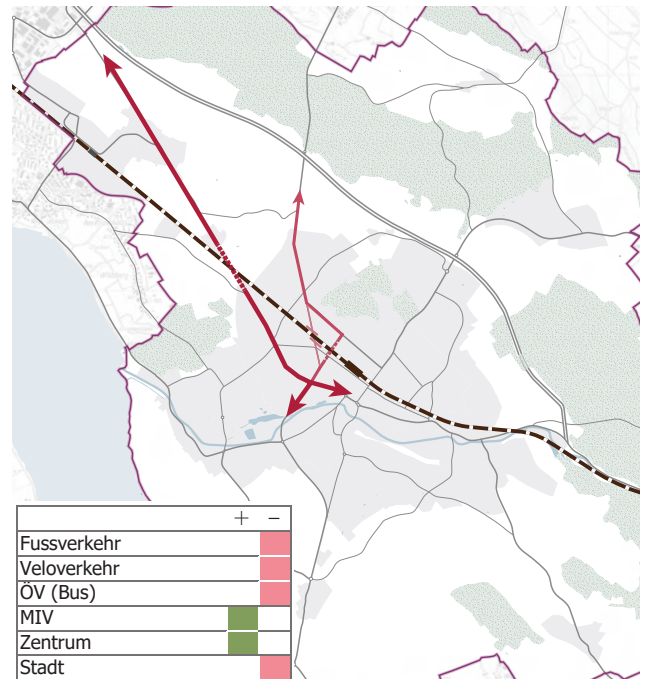 + −
Fussverkehr
Veloverkehr
ÖV (Bus)
MIV
Zentrum
Stadt